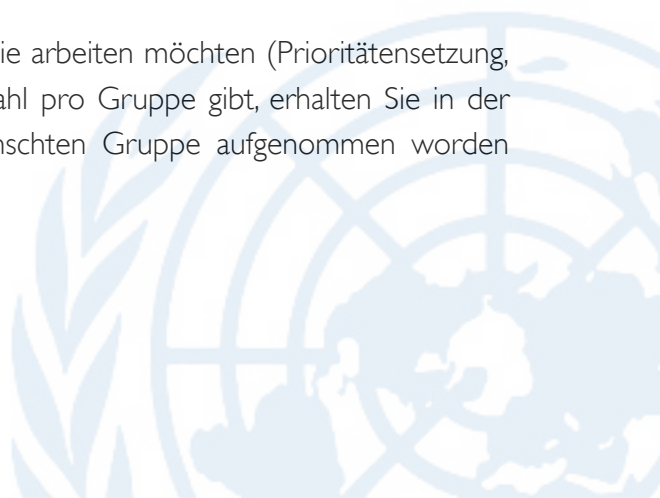 ie arbeiten möchten (Prioritätensetzung,
ahl pro Gruppe gibt, erhalten Sie in der
nschten Gruppe aufgenommen worden